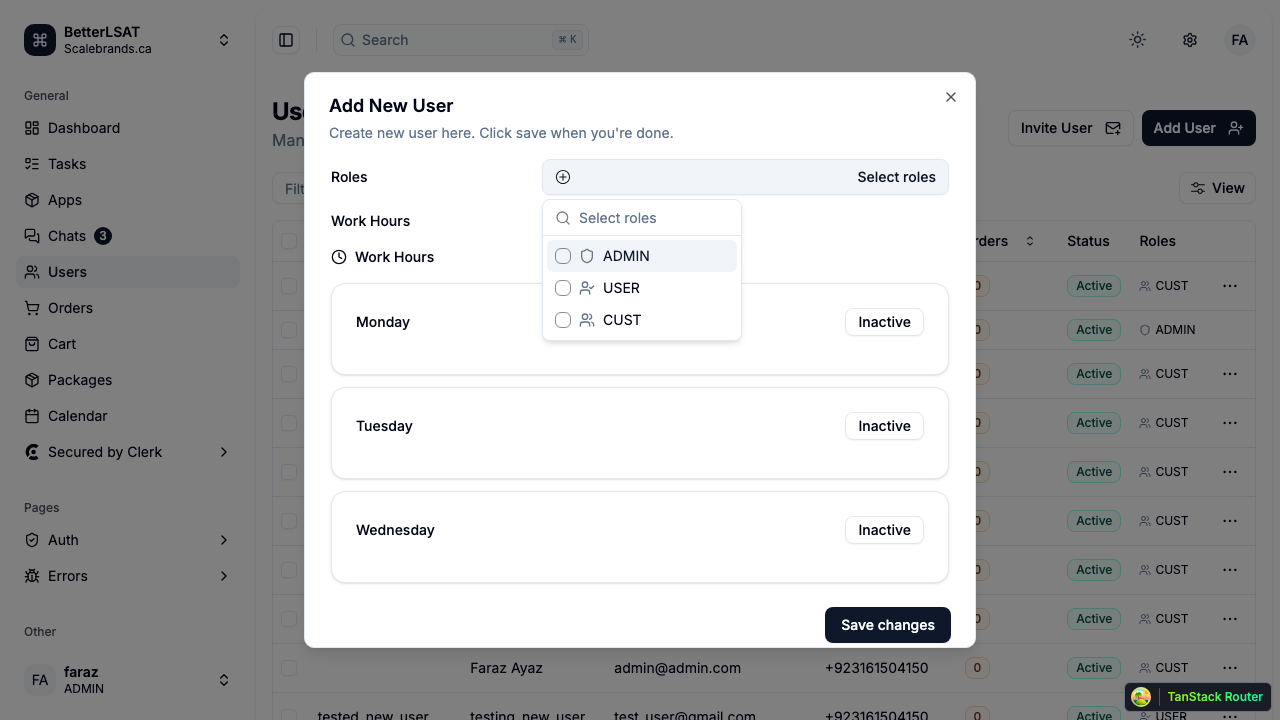 BetterLSAT
Scalebrands.ca
General
Dashboard
Tasks
Apps
Chats 3
Users
Orders
Cart
Packages
Calendar
Secured by Clerk
Pages
Auth
Errors
Other
FA
faraz
ADMIN
Search ⌘ K
FA
Invite User
Add User
View
Status Roles
Active CUST
Active ADMIN
Active CUST
Active CUST
Active CUST
Active CUST
Active CUST
Active CUST
Faraz Ayaz admin@admin.com +923161504150 0 Active CUST
tested_new_user testing_new_user test_user@gmail.com +923161504150 0 Active USER
Add New User
Create new user here. Click save when you're done.
Roles
Select roles
Select roles
ADMIN
USER
CUST
Work Hours
Work Hours
Monday Inactive
Tuesday Inactive
Wednesday Inactive
Save changes
TanStack Router